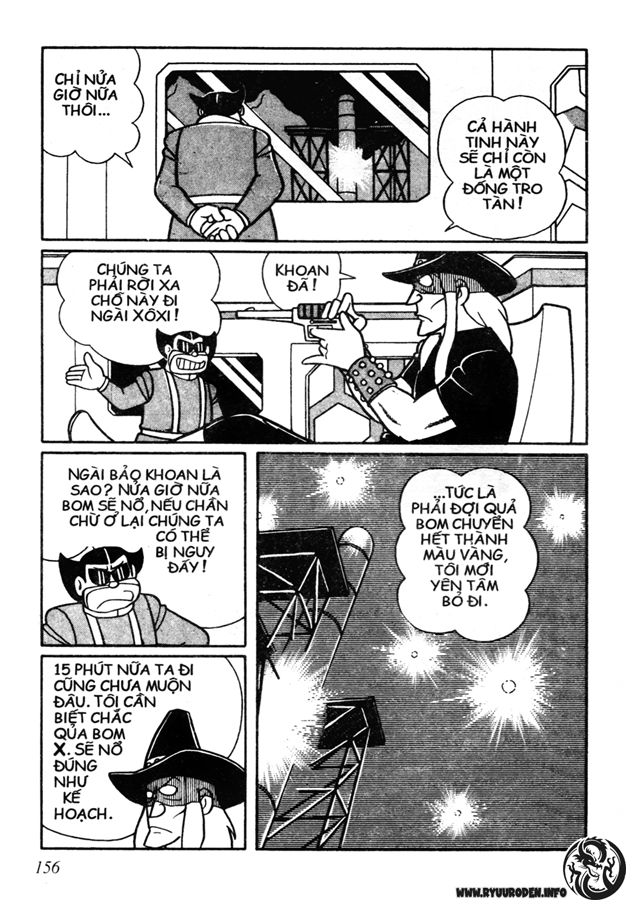 CHỈ NỬA
GIỜ NỮA
THÔI...
CẢ HÀNH
TINH NÀY
SẼ CHỈ CÒN
LÀ MỘT
ĐỐNG TRO
TÀN!
CHÚNG TA
PHẢI RỜI XA
CHỖ NÀY ĐI
NGÀI XÔXI!
KHOAN
ĐÃ!
NGÀI BẢO KHOAN LÀ
SAO? NỬA GIỜ NỮA
BOM SẼ NỔ, NẾU CHẦN
CHỪ Ở LẠI CHÚNG TA
CÓ THỂ
BỊ NGUY
ĐẤY!
...TỨC LÀ
PHẢI ĐỢI QUẢ
BOM CHUYỂN
HẾT THÀNH
MÀU VÀNG,
TÔI MỚI
YÊN TÂM
BỎ ĐI.
15 PHÚT NỮA TA ĐI
CŨNG CHƯA MUỘN
ĐÂU. TÔI CẦN
BIẾT CHẮC
QỦA BOM
X. SẼ NỔ
ĐÚNG
NHƯ
KẾ
HOẠCH.
156
WWW.RYUURODEN.INFO